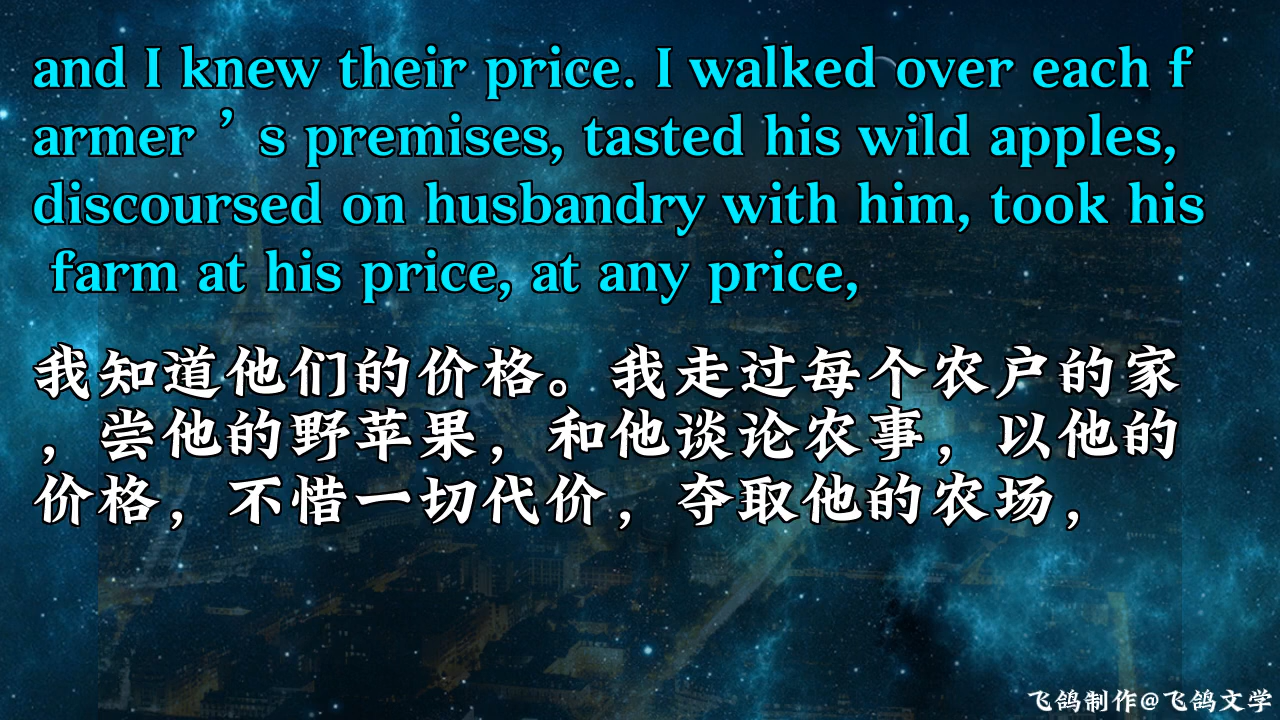 and I knew their price. I walked over each f
armer ’ s premises, tasted his wild apples,
discoursed on husbandry with him, took his
farm at his price, at any price,
我知道他们的价格。我走过每个农户的家
，尝他的野苹果，和他谈论农事，以他的
价格，不惜一切代价，夺取他的农场，
飞鸽制作@飞鸽文学